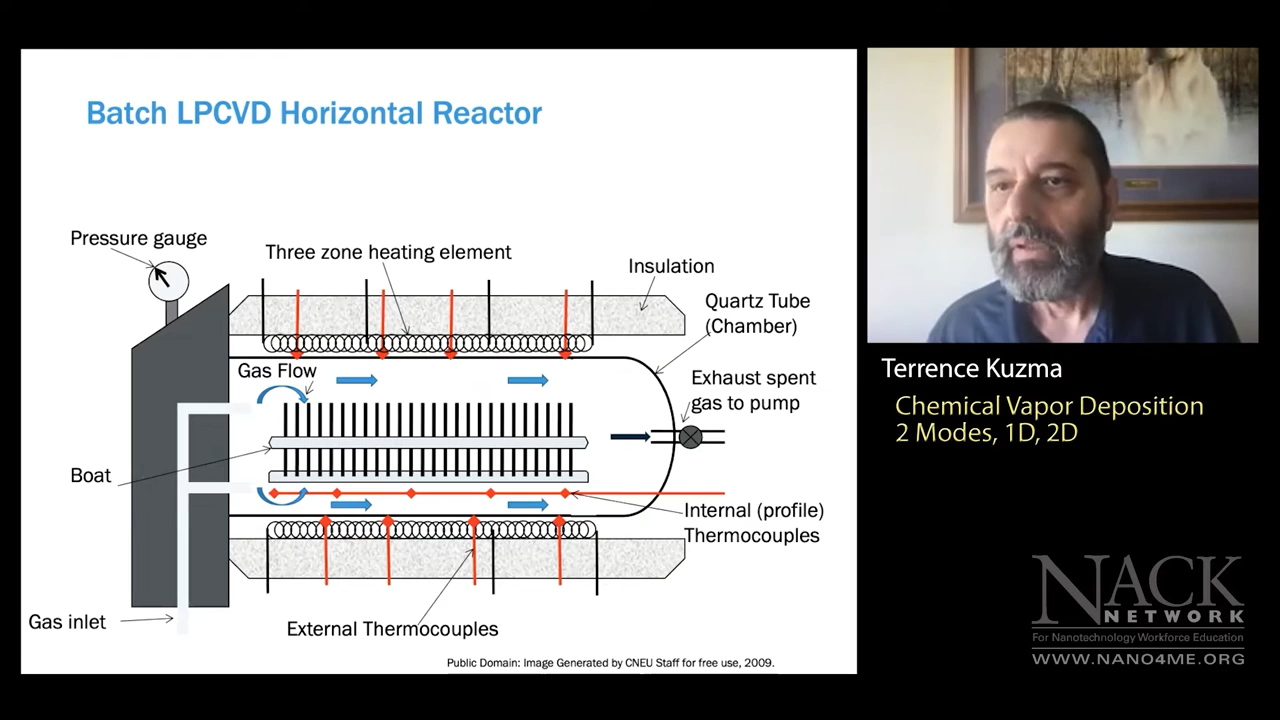 Batch LPCVD Horizontal Reactor
Pressure gauge
Three zone heating element
Insulation
Quartz Tube
(Chamber)
Gas Flow
Exhaust spent
gas to pump
Boat
Internal (profile)
Thermocouples
Gas inlet
External Thermocouples
Public Domain: Image Generated by CNEU Staff for free use, 2009.
Terrence Kuzma
Chemical Vapor Deposition
2 Modes, 1D, 2D
NACK
NETWORK
For Nanotechnology Workforce Education
WWW.NANO4ME.ORG